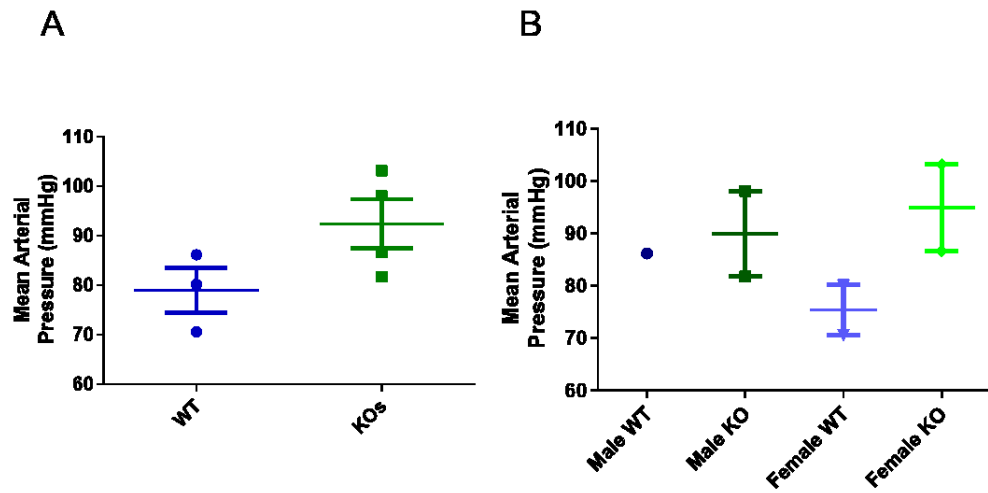 A
Mean Arterial
Pressure (mmHg)
110
100
90
80
70
60
WT
KOs
B
Mean Arterial
Pressure (mmHg)
110
100
90
80
70
60
Male WT
Male KO
Female WT
Female KO